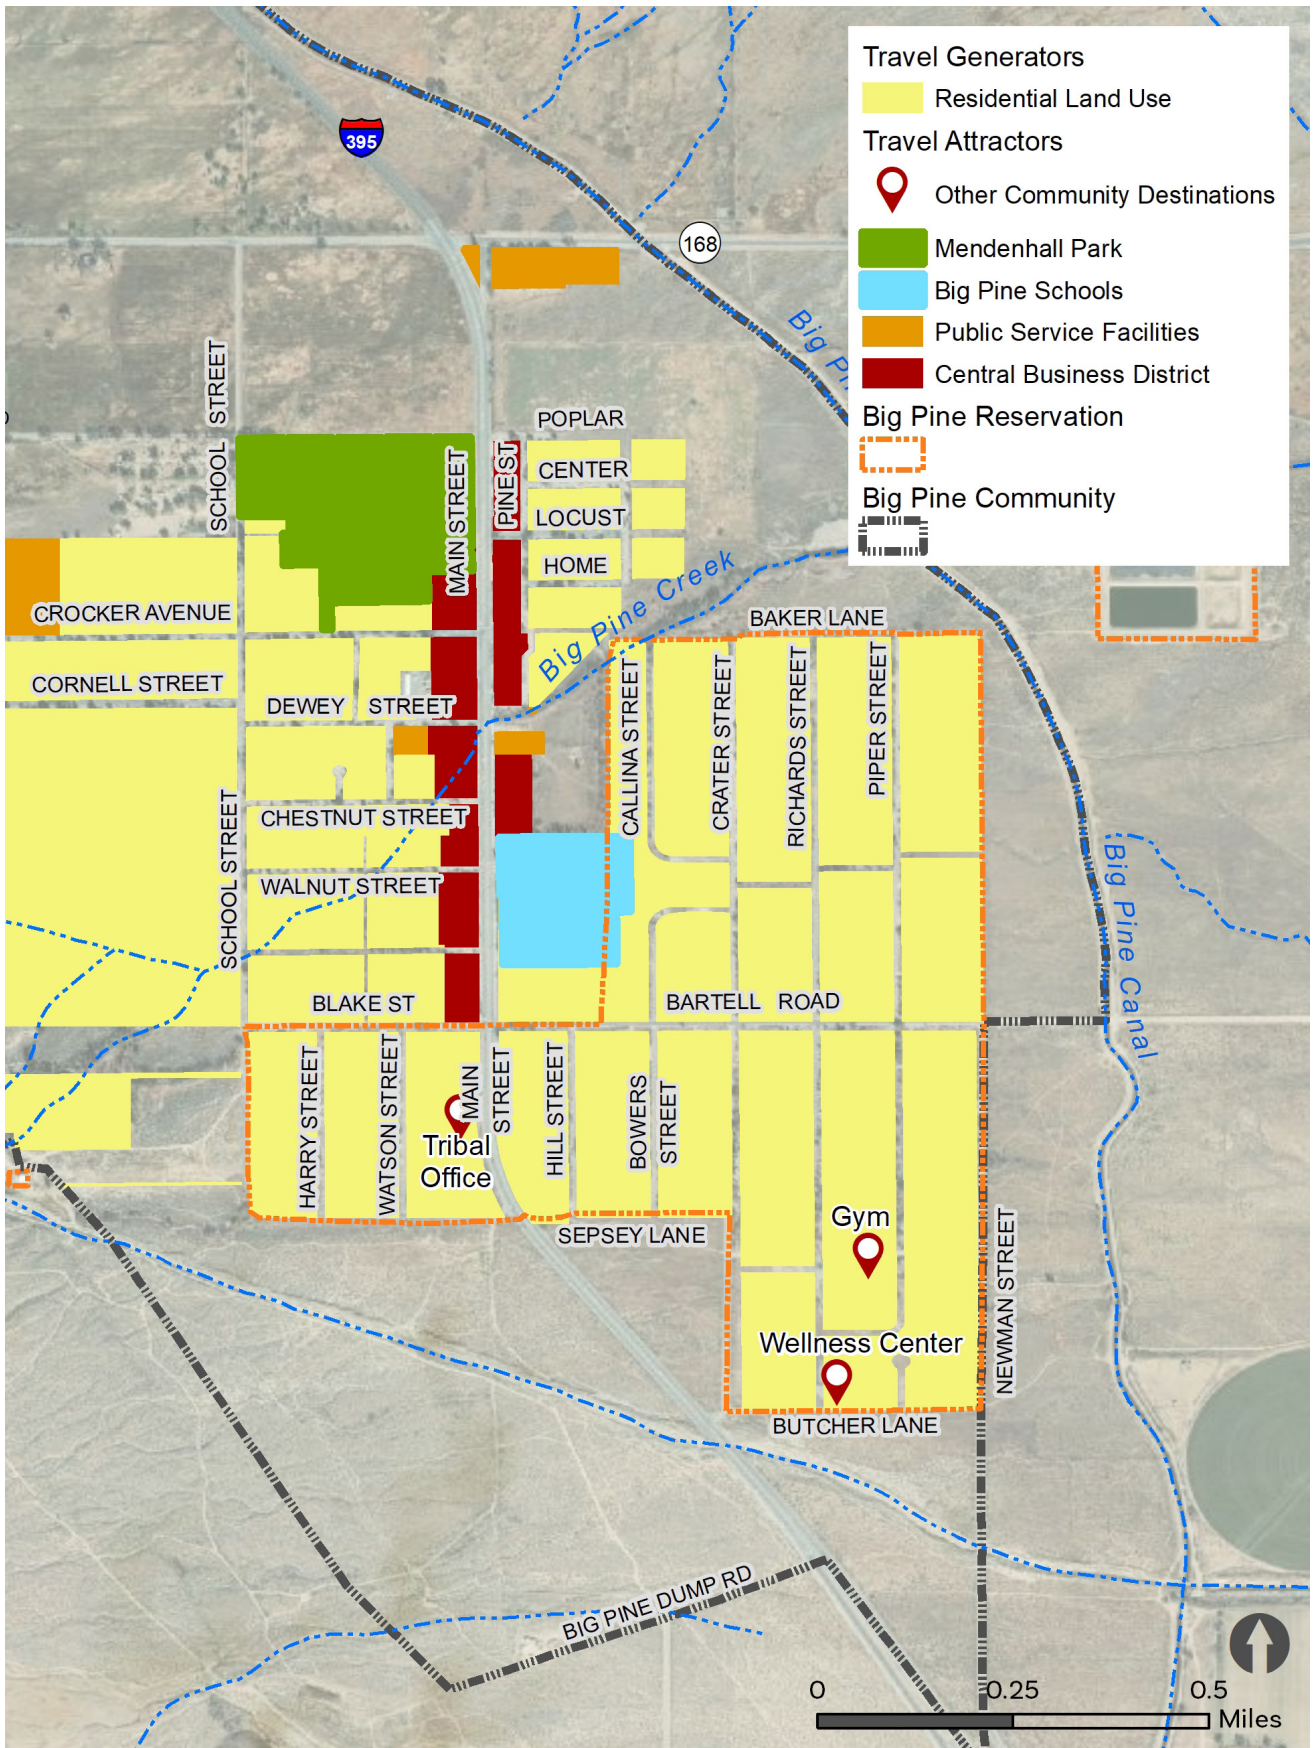 Travel Generators
Residential Land Use
Travel Attractors
Other Community Destinations
Mendenhall Park
Big Pine Schools
Public Service Facilities
Central Business District
Big Pine Reservation
Big Pine Community
395
168
Big Pi
SCHOOL STREET
SCHOOL STREET
MAIN STREET
PINE ST
POPLAR
CENTER
LOCUST
HOME
Big Pine Creek
CROCKER AVENUE
CORNELL STREET
DEWEY STREET
BAKER LANE
CALLINA STREET
CRATER STREET
RICHARDS STREET
PIPER STREET
CHESTNUT STREET
WALNUT STREET
SCHOOL STREET
BLAKE ST
BARTELL ROAD
Big Pine Canal
HARRY STREET
WATSON STREET
MAIN STREET
HILL STREET
BOWERS STREET
Tribal
Office
SEPSEY LANE
Gym
Wellness Center
NEWMAN STREET
BUTCHER LANE
BIG PINE DUMP RD
0 0.25 0.5
Miles